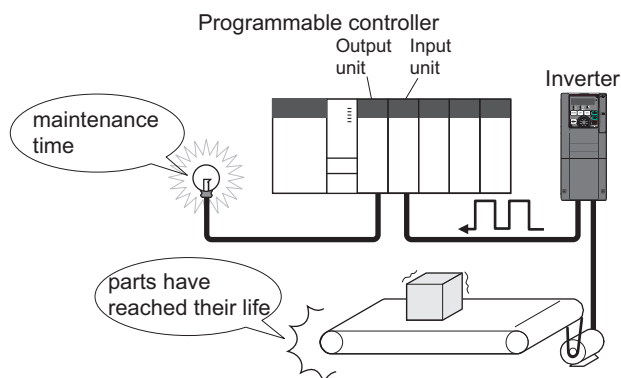 Programmable controller
Output
unit
Input
unit
Inverter
maintenance
time
parts have
reached their life